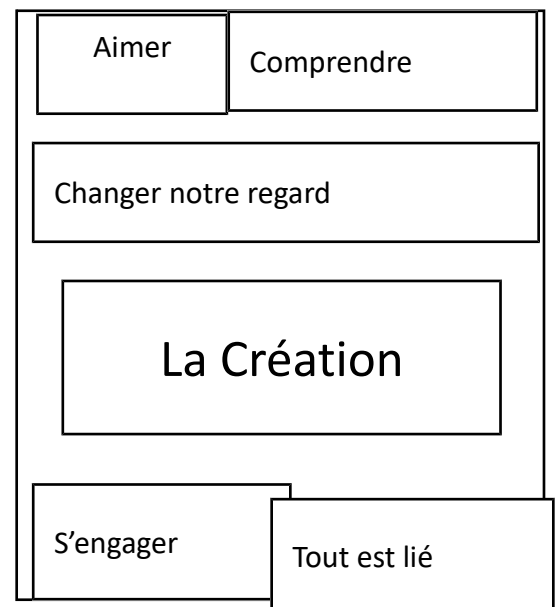 Aimer
Comprendre
Changer notre regard
La Création
S’engager
Tout est lié